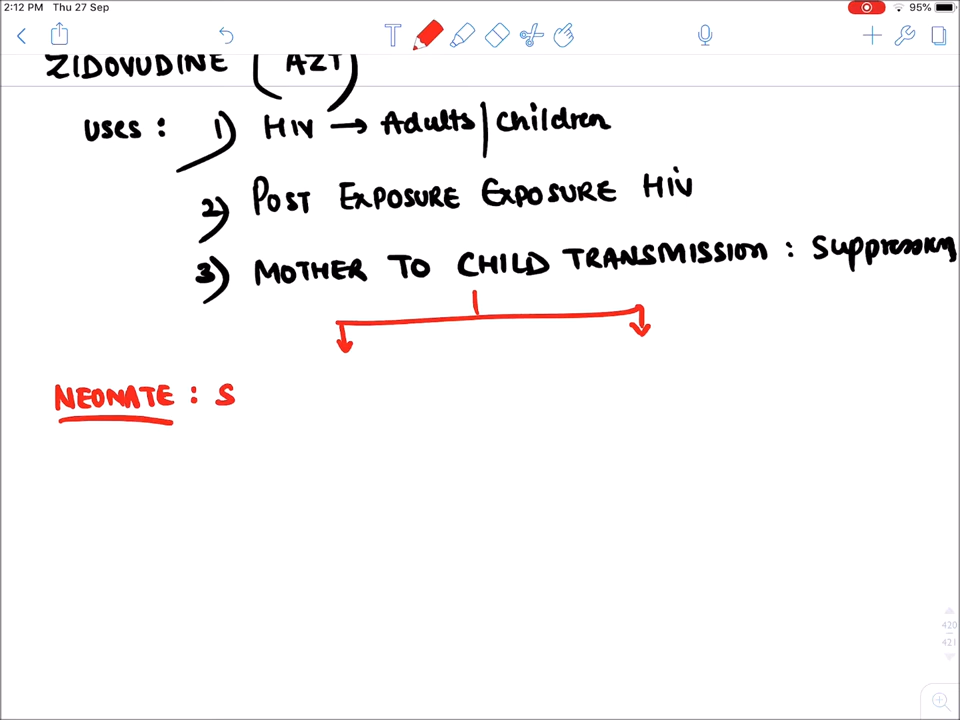 2:12 PM Thu 27 Sep 95%
T
ZIDOVUDINE (AZT)
USES : 1) HIV → Adults | children
2) POST EXPOSURE EXPOSURE HIV
3) MOTHER TO CHILD TRANSMISSION :
NEONATE : S
420
421